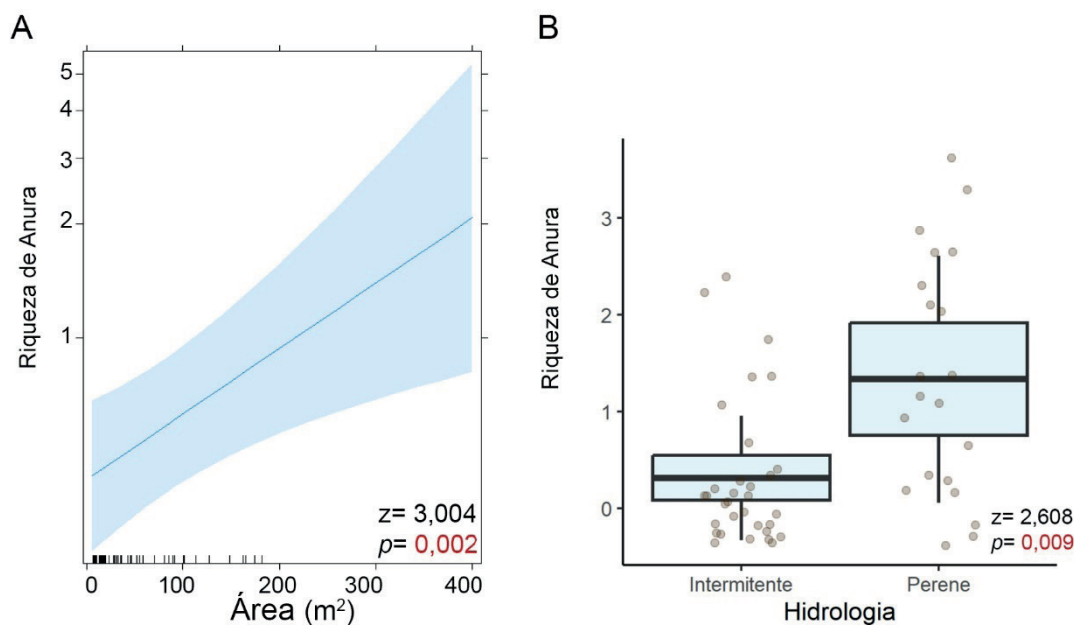 A
Riqueza de Anura
5
4
3
2
1
z= 3,004
p= 0,002
0 100 200 300 400
Área (m²)
B
Riqueza de Anura
3
2
1
0
z= 2,608
p= 0,009
Intermitente Perene
Hidrologia